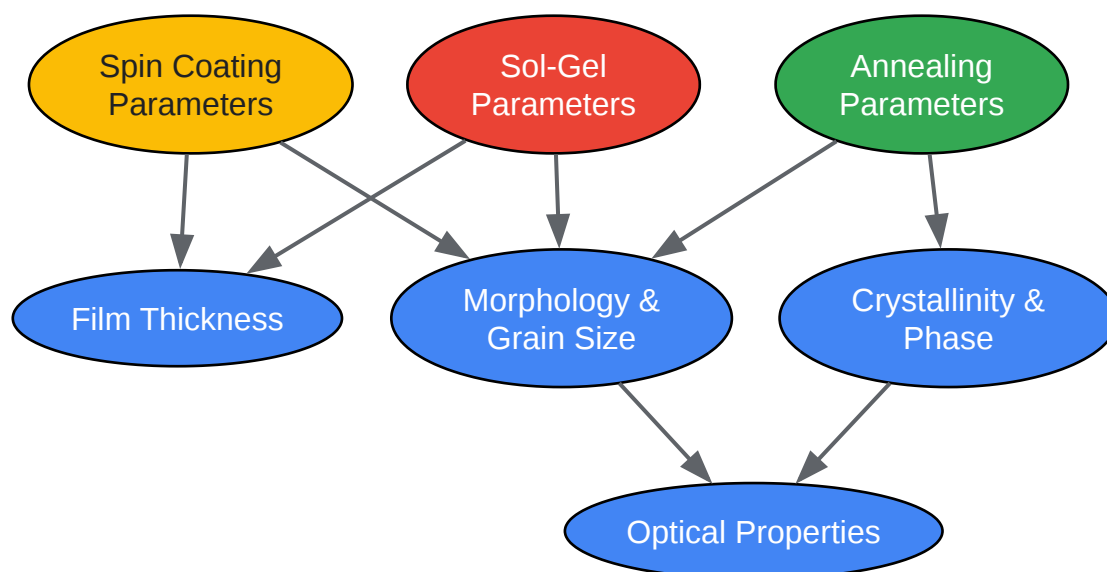 Spin Coating
Parameters
Sol-Gel
Parameters
Annealing
Parameters
Film Thickness
Morphology &
Grain Size
Crystallinity &
Phase
Optical Properties